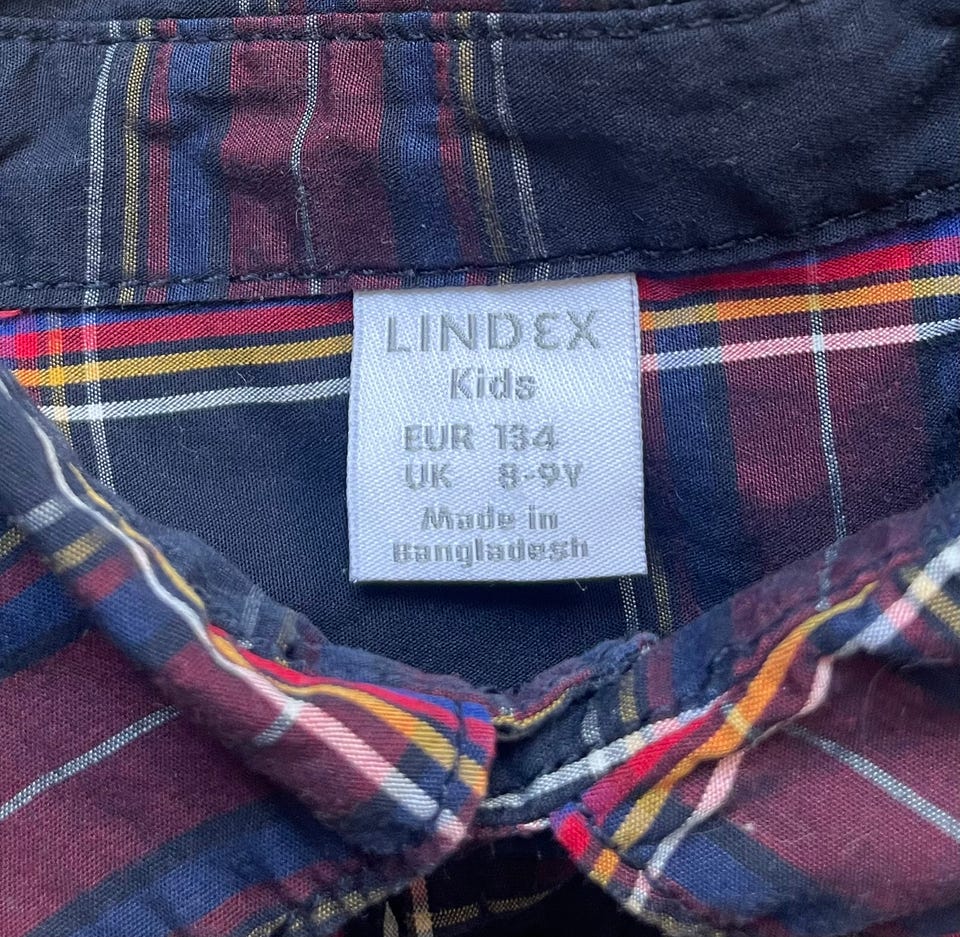 LINDEX
Kids
EUR 134
UK 8-9Y
Made in
Bangladesh